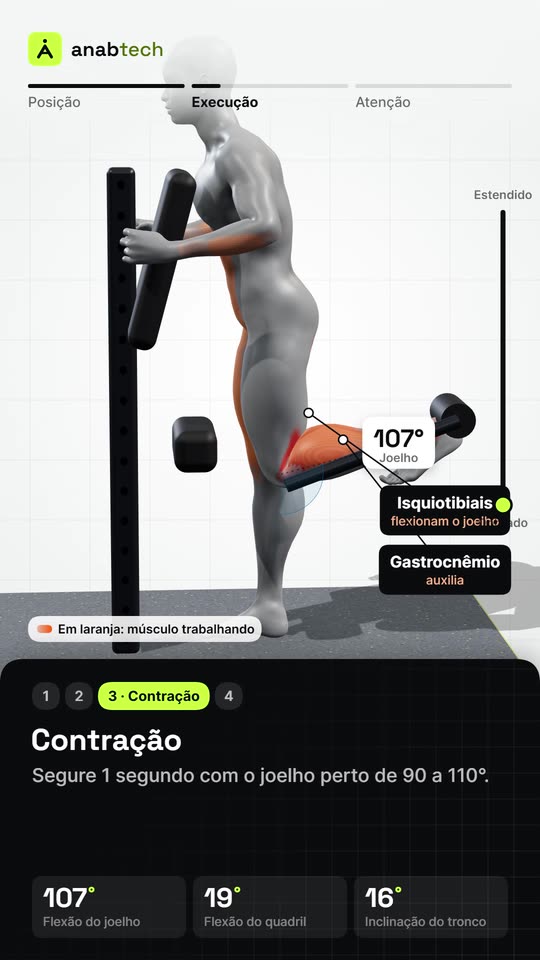 anabtech
Posição
Execução
Atenção
Estendido
107°
Joelho
Isquiotibiais
flexionam o joelho
Gastrocnêmio
auxilia
Em laranja: músculo trabalhando
1
2
3 · Contração
4
Contração
Segure 1 segundo com o joelho perto de 90 a 110°.
107°
Flexão do joelho
19°
Flexão do quadril
16°
Inclinação do tronco